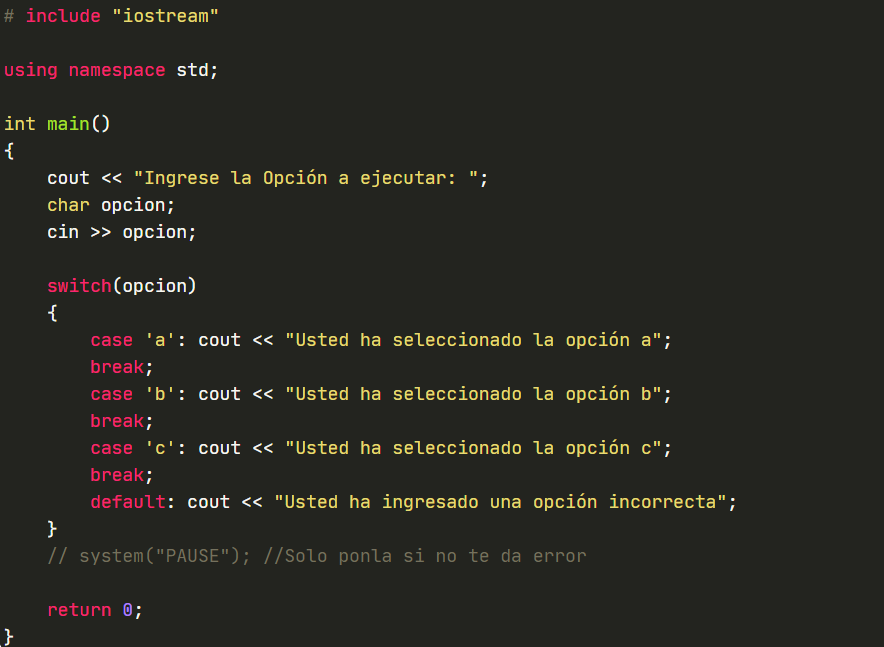 # include "iostream"
using namespace std;
int main()
{
    cout << "Ingrese la Opción a ejecutar: ";
    char opcion;
    cin >> opcion;
    switch(opcion)
    {
        case 'a': cout << "Usted ha seleccionado la opción a";
        break;
        case 'b': cout << "Usted ha seleccionado la opción b";
        break;
        case 'c': cout << "Usted ha seleccionado la opción c";
        break;
        default: cout << "Usted ha ingresado una opción incorrecta";
    }
    // system("PAUSE"); //Solo ponla si no te da error
    return 0;
}